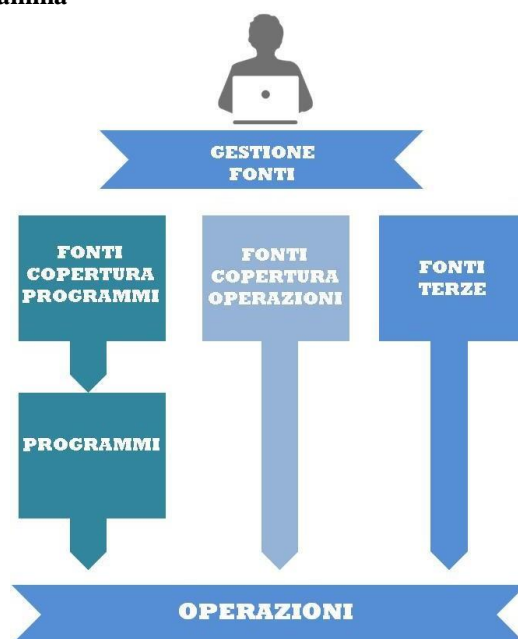 GESTIONE
FONTI
FONTI
COPERTURA
PROGRAMMI
FONTI
COPERTURA
OPERAZIONI
FONTI
TERZE
PROGRAMMI
OPERAZIONI